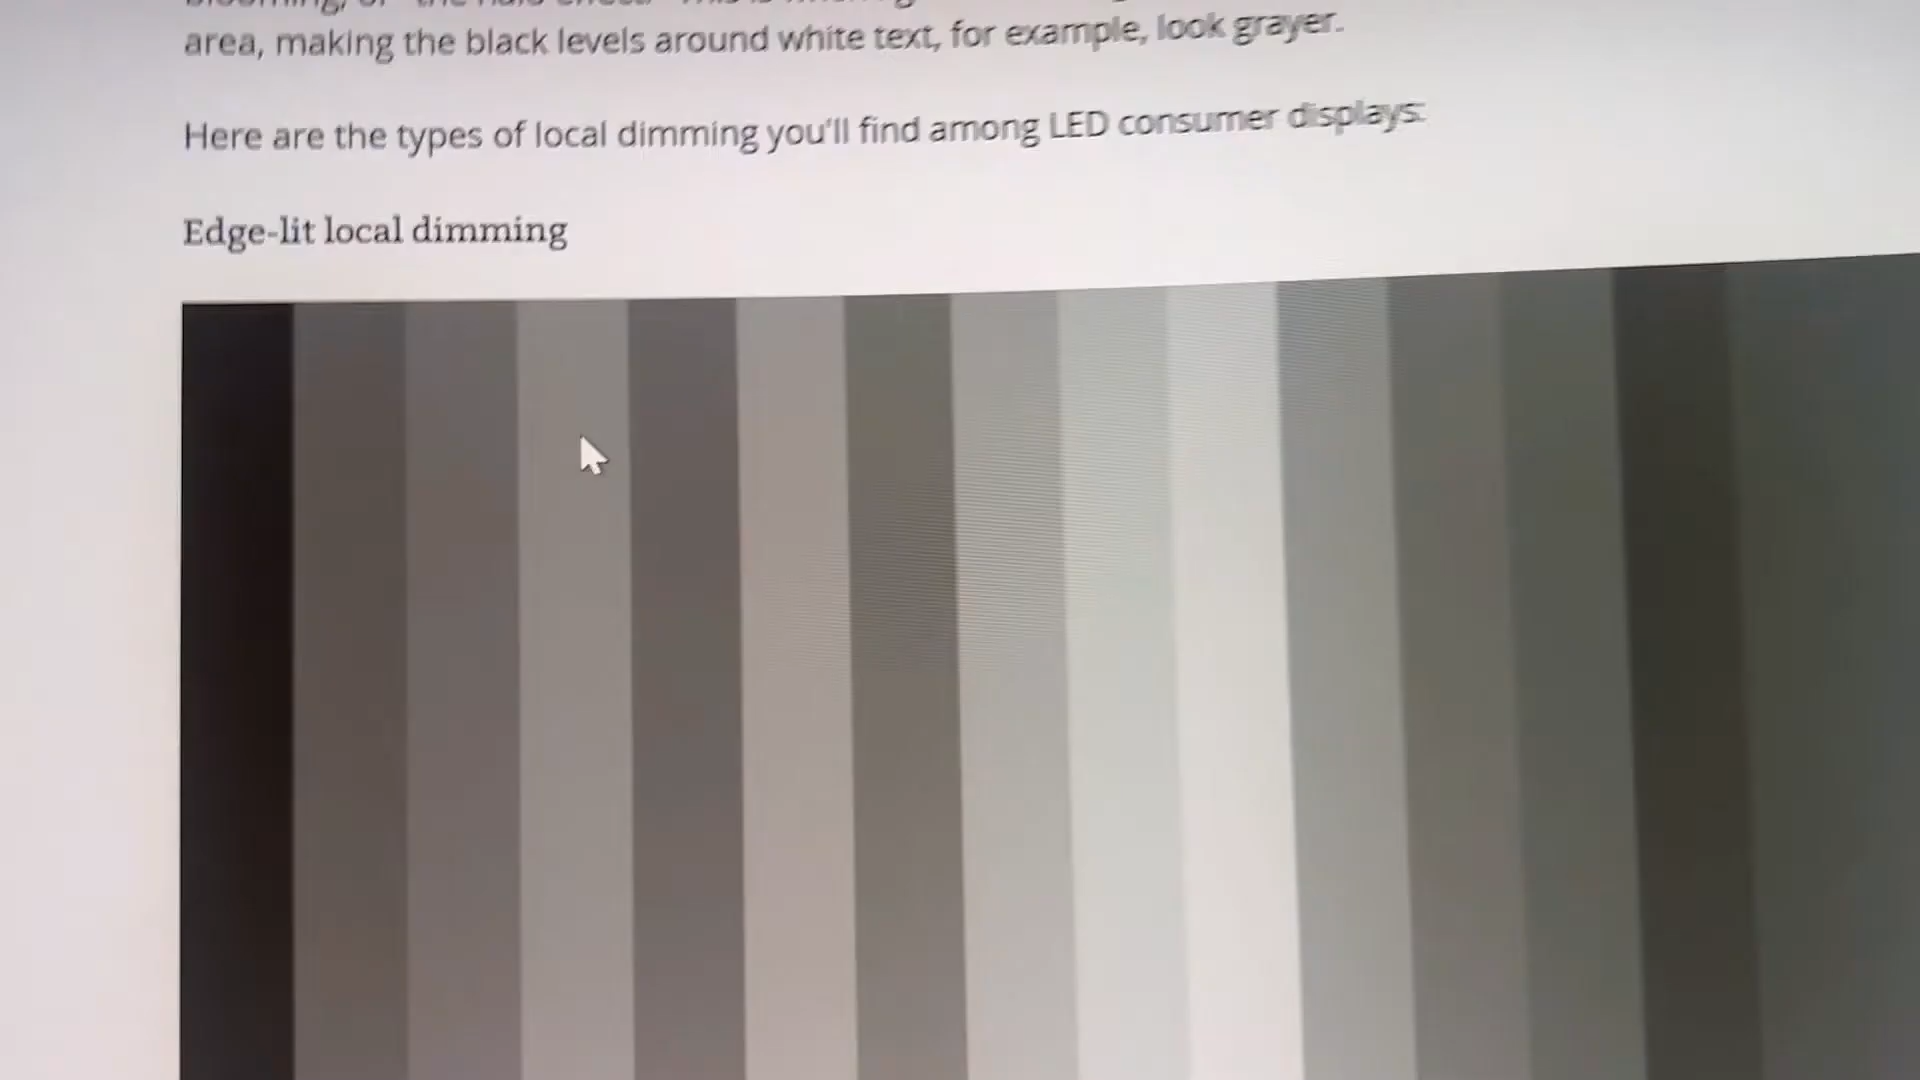 area, making the black levels around white text, for example, look grayer.
Here are the types of local dimming you'll find among LED consumer displays:
Edge-lit local dimming